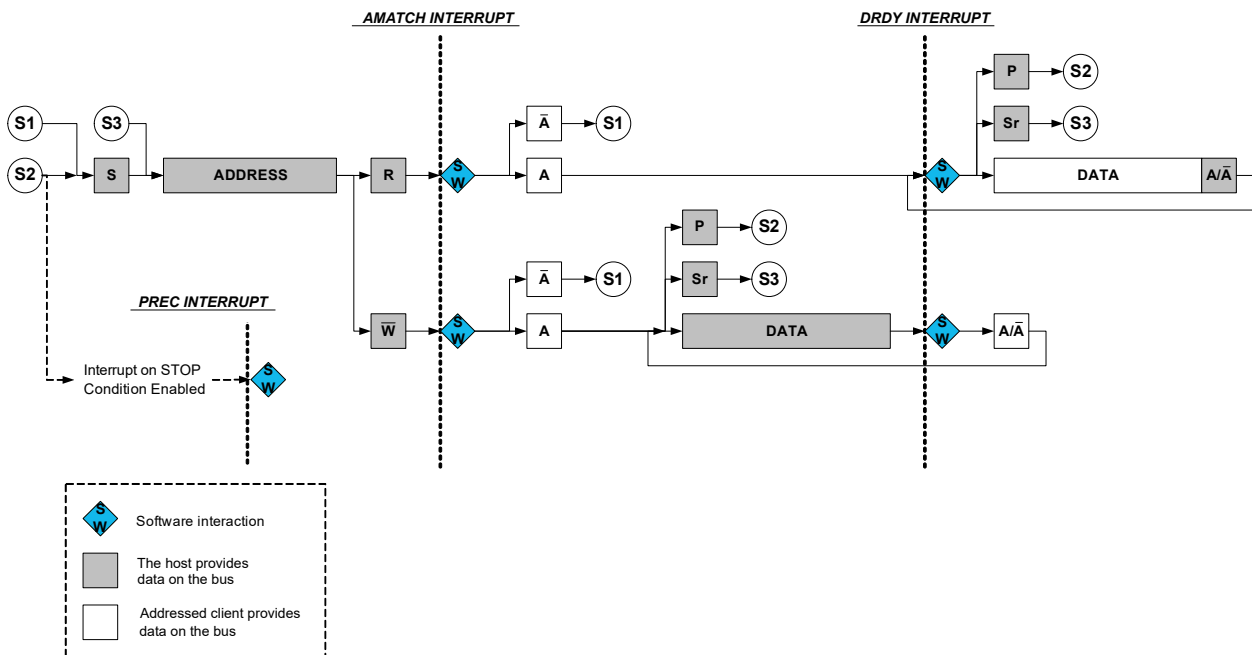 AMATCH INTERRUPT
DRDY INTERRUPT
P
S2
S1
S3
A̅
S1
Sr
S3
S2
S
ADDRESS
R
S
W
A
S
W
DATA
A/A̅
P
S2
A̅
S1
Sr
S3
PREC INTERRUPT
W̅
S
W
A
DATA
S
W
A/A̅
Interrupt on STOP
Condition Enabled
S
W
S
W
Software interaction
The host provides
data on the bus
Addressed client provides
data on the bus